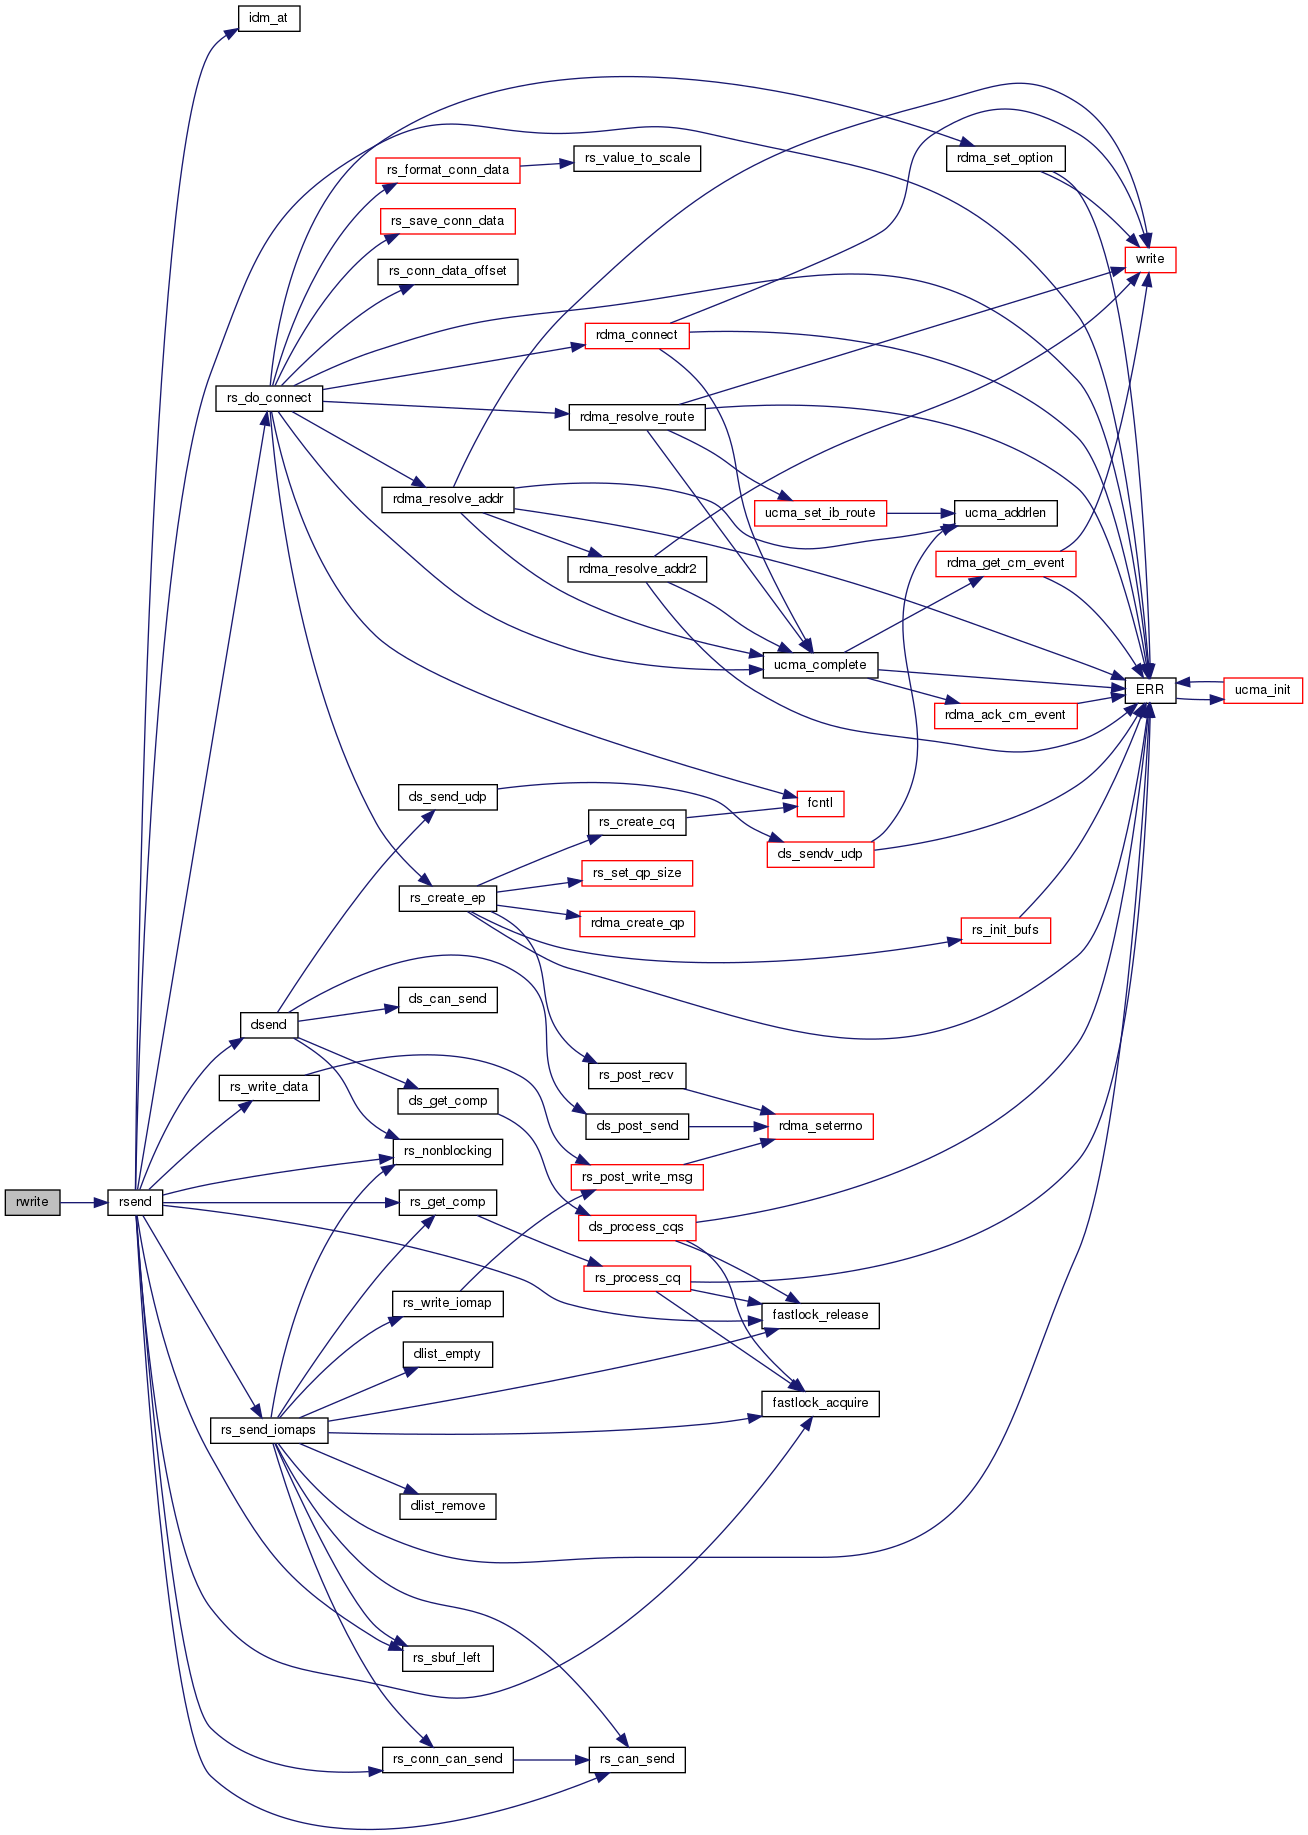 idm_at
rs_value_to_scale
rdma_set_option
rs_format_conn_data
rs_save_conn_data
write
rs_conn_data_offset
rdma_connect
rs_do_connect
rdma_resolve_route
rdma_resolve_addr
ucma_set_ib_route
ucma_addrlen
rdma_get_cm_event
rdma_resolve_addr2
ucma_complete
ERR
ucma_init
rdma_ack_cm_event
ds_send_udp
fcntl
rs_create_cq
ds_sendv_udp
rs_set_qp_size
rs_create_ep
rdma_create_qp
rs_init_bufs
ds_can_send
dsend
rs_post_recv
rs_write_data
ds_get_comp
ds_post_send
rdma_seterrno
rs_nonblocking
rs_post_write_msg
rwrite
rsend
rs_get_comp
ds_process_cqs
rs_process_cq
rs_write_iomap
fastlock_release
dlist_empty
fastlock_acquire
rs_send_iomaps
dlist_remove
rs_sbuf_left
rs_conn_can_send
rs_can_send